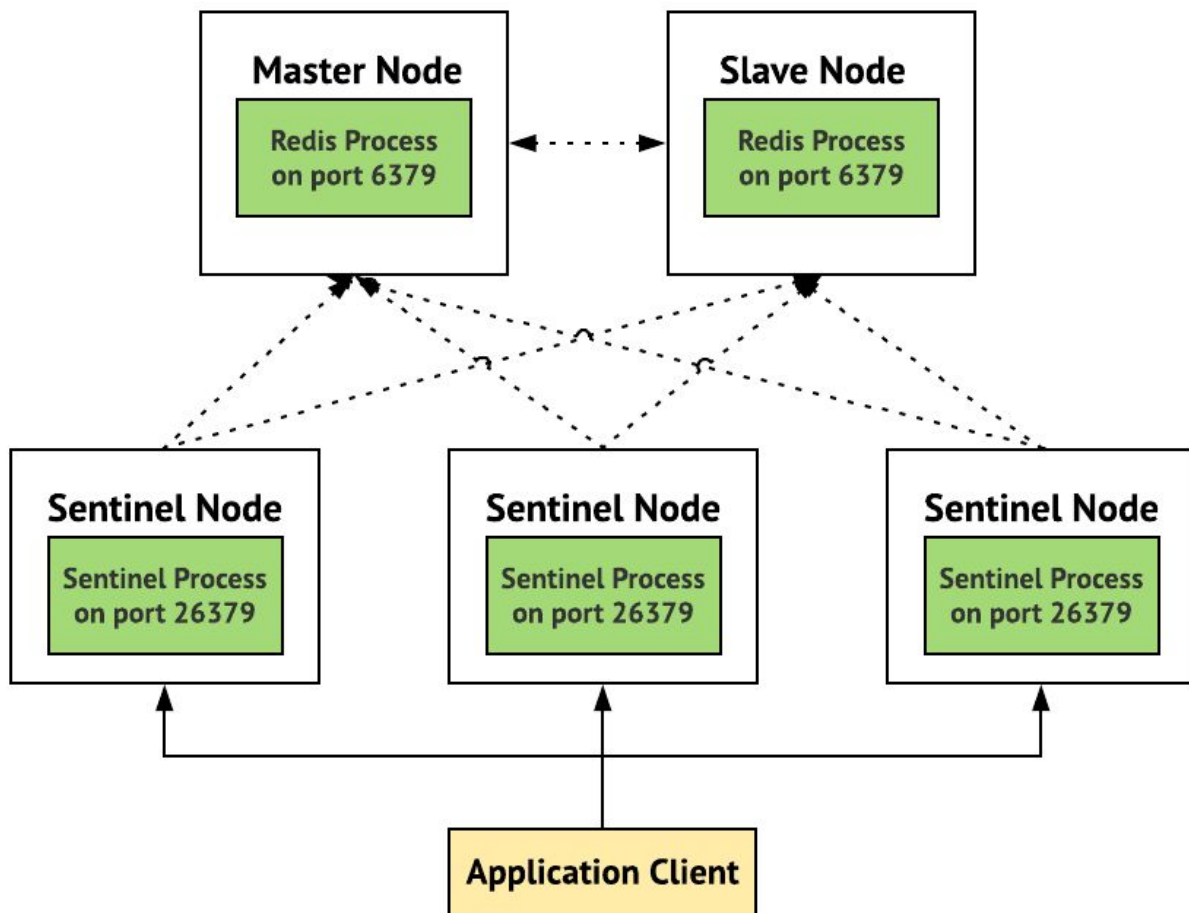 Master Node
Redis Process
on port 6379
Slave Node
Redis Process
on port 6379
Sentinel Node
Sentinel Process
on port 26379
Sentinel Node
Sentinel Process
on port 26379
Sentinel Node
Sentinel Process
on port 26379
Application Client